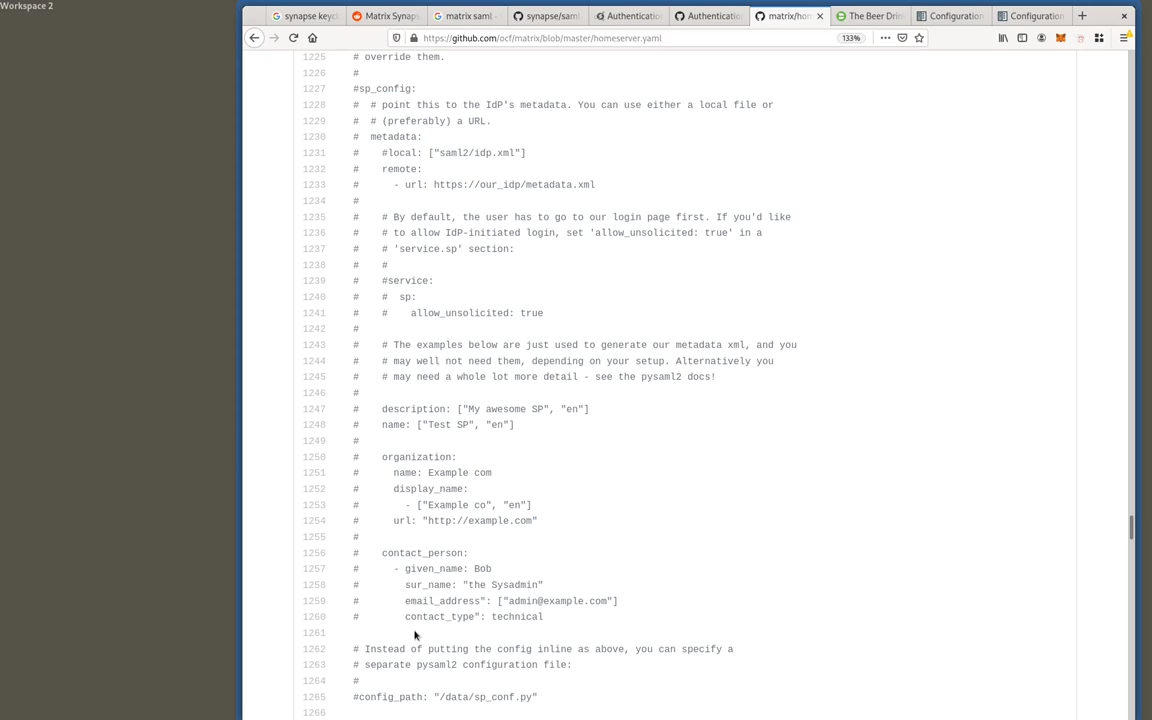 Workspace 2
synapse keyc
Matrix Synaps
matrix saml -
synapse/saml
Authenticatio
Authenticatio
matrix/hom
The Beer Drin
Configuration
Configuration
https://github.com/ocf/matrix/blob/master/homeserver.yaml
133%
1225 # override them.
1226 #
1227 #sp_config:
1228 # # point this to the IdP's metadata. You can use either a local file or
1229 # # (preferably) a URL.
1230 # metadata:
1231 # #local: ["saml2/idp.xml"]
1232 # remote:
1233 # - url: https://our_idp/metadata.xml
1234 #
1235 # # By default, the user has to go to our login page first. If you'd like
1236 # # to allow IdP-initiated login, set 'allow_unsolicited: true' in a
1237 # # 'service.sp' section:
1238 # #
1239 # #service:
1240 # # sp:
1241 # # allow_unsolicited: true
1242 #
1243 # # The examples below are just used to generate our metadata xml, and you
1244 # # may well not need them, depending on your setup. Alternatively you
1245 # # may need a whole lot more detail - see the pysaml2 docs!
1246 #
1247 # description: ["My awesome SP", "en"]
1248 # name: ["Test SP", "en"]
1249 #
1250 # organization:
1251 # name: Example com
1252 # display_name:
1253 # - ["Example co", "en"]
1254 # url: "http://example.com"
1255 #
1256 # contact_person:
1257 # - given_name: Bob
1258 # sur_name: "the Sysadmin"
1259 # email_address": ["admin@example.com"]
1260 # contact_type": technical
1261
1262 # Instead of putting the config inline as above, you can specify a
1263 # separate pysaml2 configuration file:
1264 #
1265 #config_path: "/data/sp_conf.py"
1266